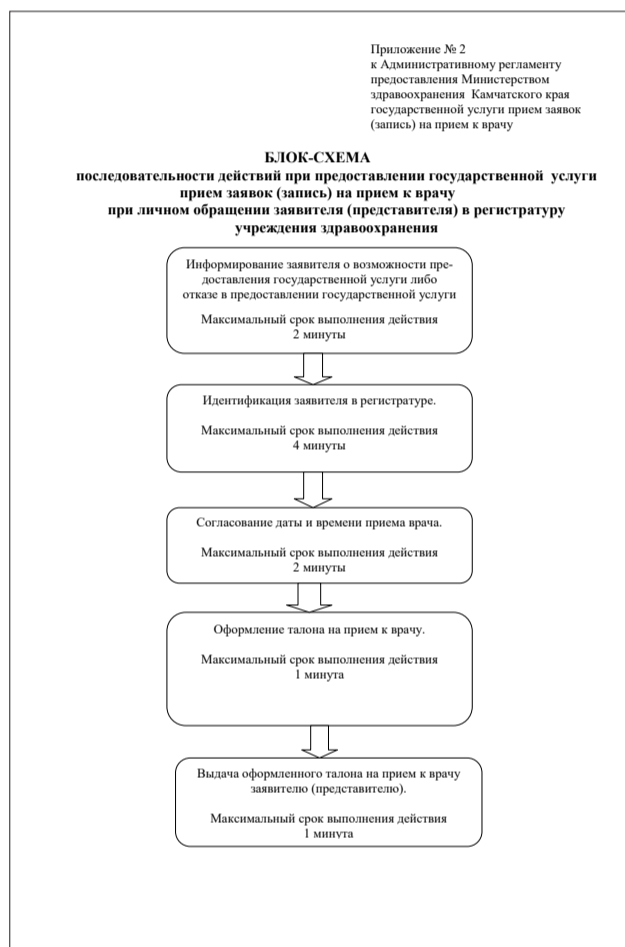 Приложение № 2
к Административному регламенту
предоставления Министерством
здравоохранения Камчатского края
государственной услуги прием заявок
(запись) на прием к врачу
БЛОК-СХЕМА
последовательности действий при предоставлении государственной услуги
прием заявок (запись) на прием к врачу
при личном обращении заявителя (представителя) в регистратуру
учреждения здравоохранения
Информирование заявителя о возможности пре-
доставления государственной услуги либо
отказе в предоставлении государственной услуги
Максимальный срок выполнения действия
2 минуты
Идентификация заявителя в регистратуре.
Максимальный срок выполнения действия
4 минуты
Согласование даты и времени приема врача.
Максимальный срок выполнения действия
2 минуты
Оформление талона на прием к врачу.
Максимальный срок выполнения действия
1 минута
Выдача оформленного талона на прием к врачу
заявителю (представителю).
Максимальный срок выполнения действия
1 минута